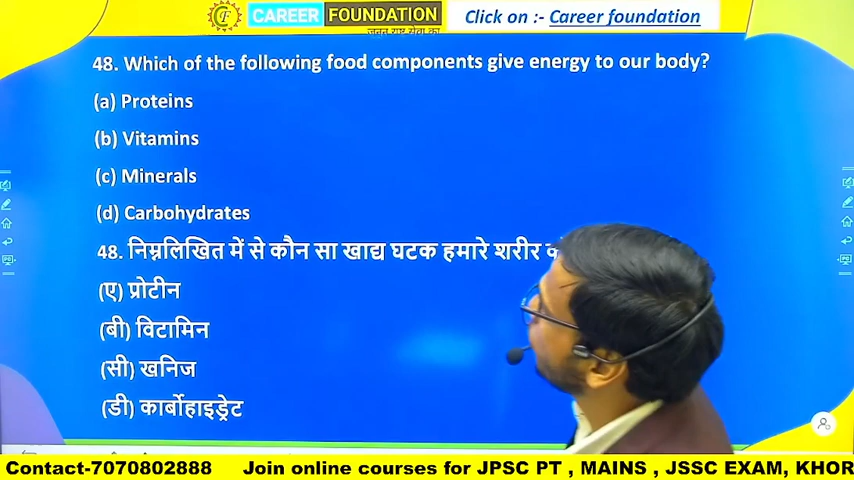 CAREER FOUNDATION
Click on :- Career foundation
48. Which of the following food components give energy to our body?
(a) Proteins
(b) Vitamins
(c) Minerals
(d) Carbohydrates
48. निम्नलिखित में से कौन सा खाद्य घटक हमारे शरीर
(ए) प्रोटीन
(बी) विटामिन
(सी) खनिज
(डी) कार्बोहाइड्रेट
Contact-7070802888 Join online courses for JPSC PT , MAINS , JSSC EXAM, KHOR